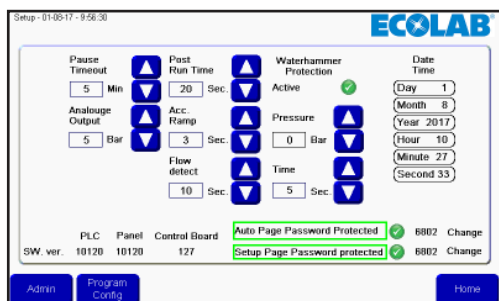 Setup - 01-08-17 - 9:56:30
ECOLAB
Pause Timeout
5 Min
Post Run Time
20 Sec.
Waterhammer Protection
Active
Date Time
Day 1
Month 8
Year 2017
Hour 10
Minute 27
Second 33
Analouge Output
5 Bar
Acc. Ramp
3 Sec.
Pressure
0 Bar
Flow detect
10 Sec.
Time
5 Sec.
PLC Panel Control Board
SW. ver. 10120 10120 127
Auto Page Password Protected 6802 Change
Setup Page Password protected 6802 Change
Admin
Program Config
Home